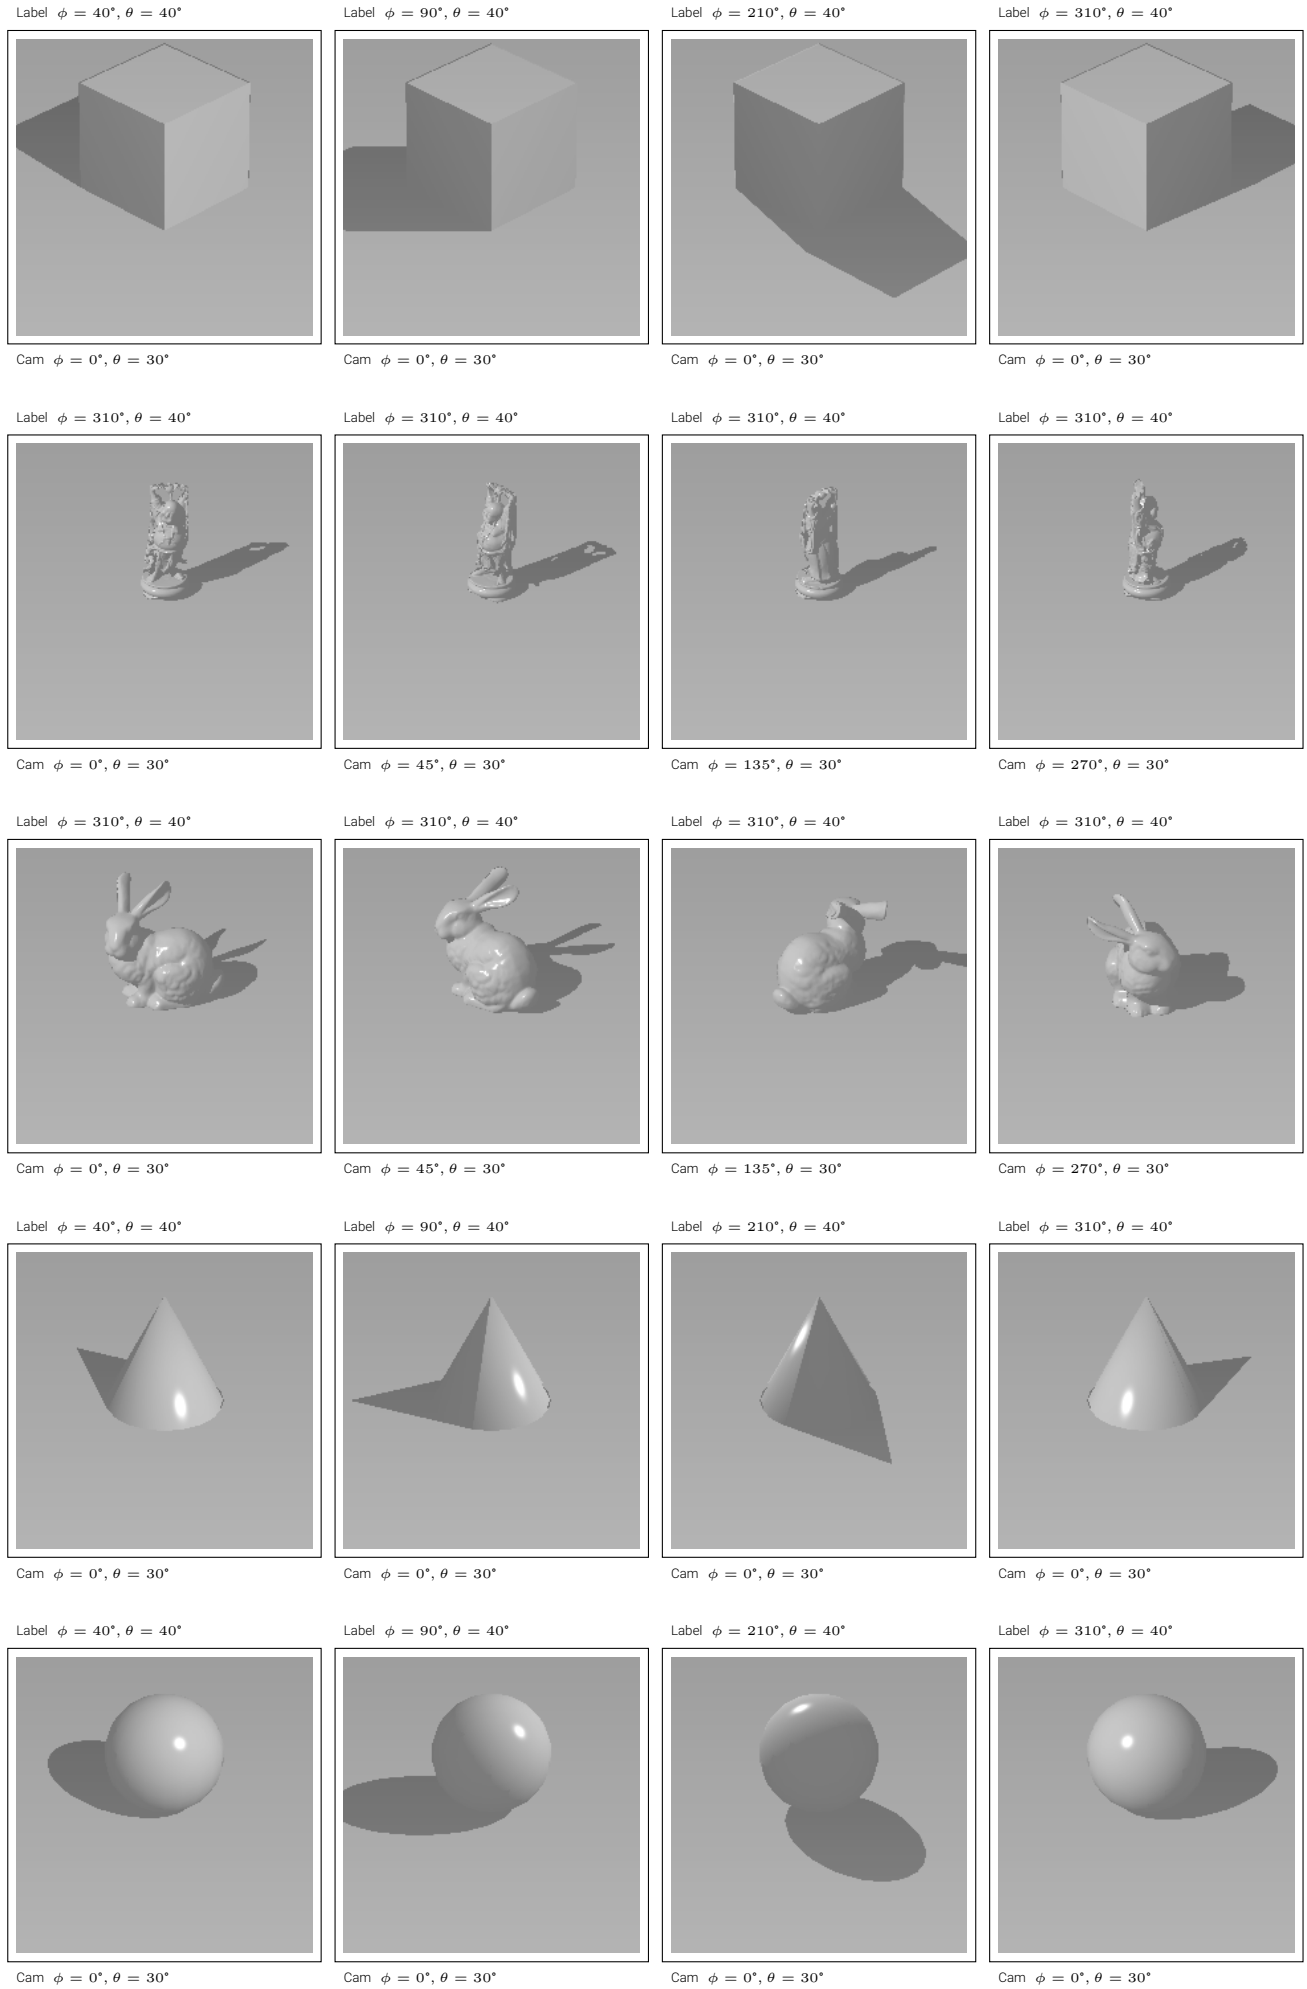 Label ϕ = 40°, θ = 40° Label ϕ = 90°, θ = 40° Label ϕ = 210°, θ = 40° Label ϕ = 310°, θ = 40°
Cam ϕ = 0°, θ = 30° Cam ϕ = 0°, θ = 30° Cam ϕ = 0°, θ = 30° Cam ϕ = 0°, θ = 30°
Label ϕ = 310°, θ = 40° Label ϕ = 310°, θ = 40° Label ϕ = 310°, θ = 40° Label ϕ = 310°, θ = 40°
Cam ϕ = 0°, θ = 30° Cam ϕ = 45°, θ = 30° Cam ϕ = 135°, θ = 30° Cam ϕ = 270°, θ = 30°
Label ϕ = 310°, θ = 40° Label ϕ = 310°, θ = 40° Label ϕ = 310°, θ = 40° Label ϕ = 310°, θ = 40°
Cam ϕ = 0°, θ = 30° Cam ϕ = 45°, θ = 30° Cam ϕ = 135°, θ = 30° Cam ϕ = 270°, θ = 30°
Label ϕ = 40°, θ = 40° Label ϕ = 90°, θ = 40° Label ϕ = 210°, θ = 40° Label ϕ = 310°, θ = 40°
Cam ϕ = 0°, θ = 30° Cam ϕ = 0°, θ = 30° Cam ϕ = 0°, θ = 30° Cam ϕ = 0°, θ = 30°
Label ϕ = 40°, θ = 40° Label ϕ = 90°, θ = 40° Label ϕ = 210°, θ = 40° Label ϕ = 310°, θ = 40°
Cam ϕ = 0°, θ = 30° Cam ϕ = 0°, θ = 30° Cam ϕ = 0°, θ = 30° Cam ϕ = 0°, θ = 30°